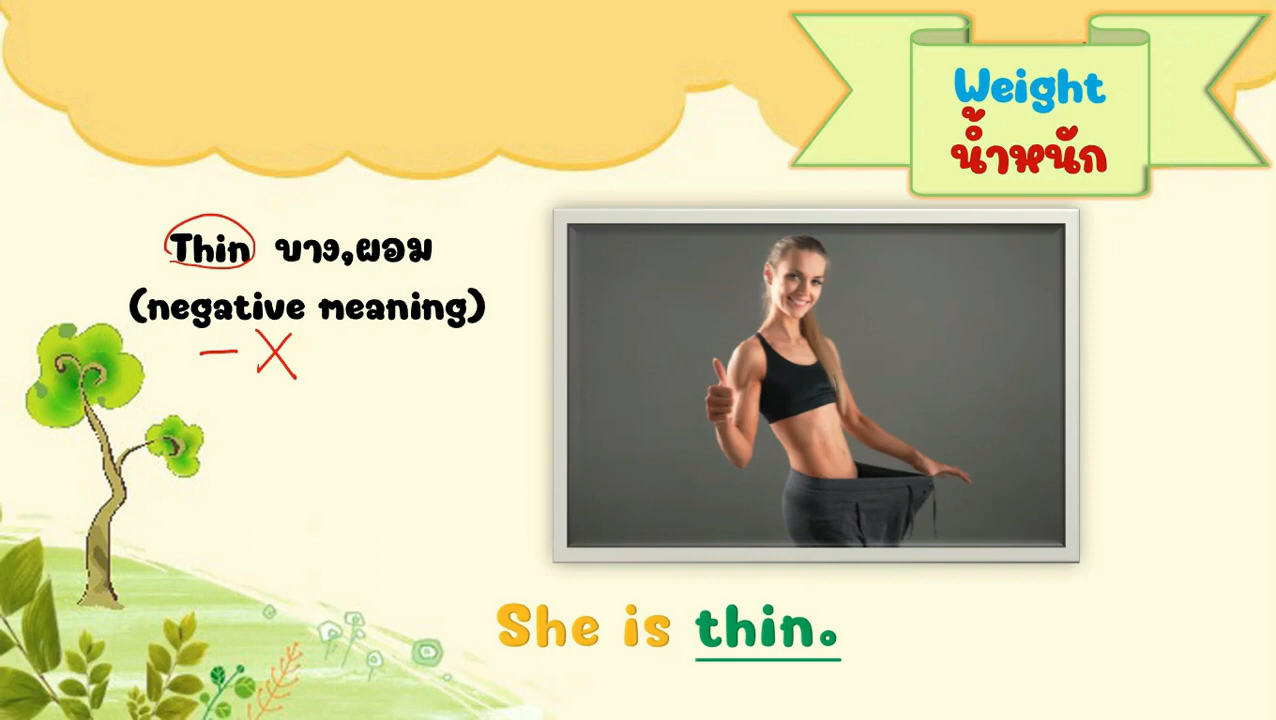 Weight
น้ำหนัก
Thin บาง,ผอม
(negative meaning)
– X
She is thin.